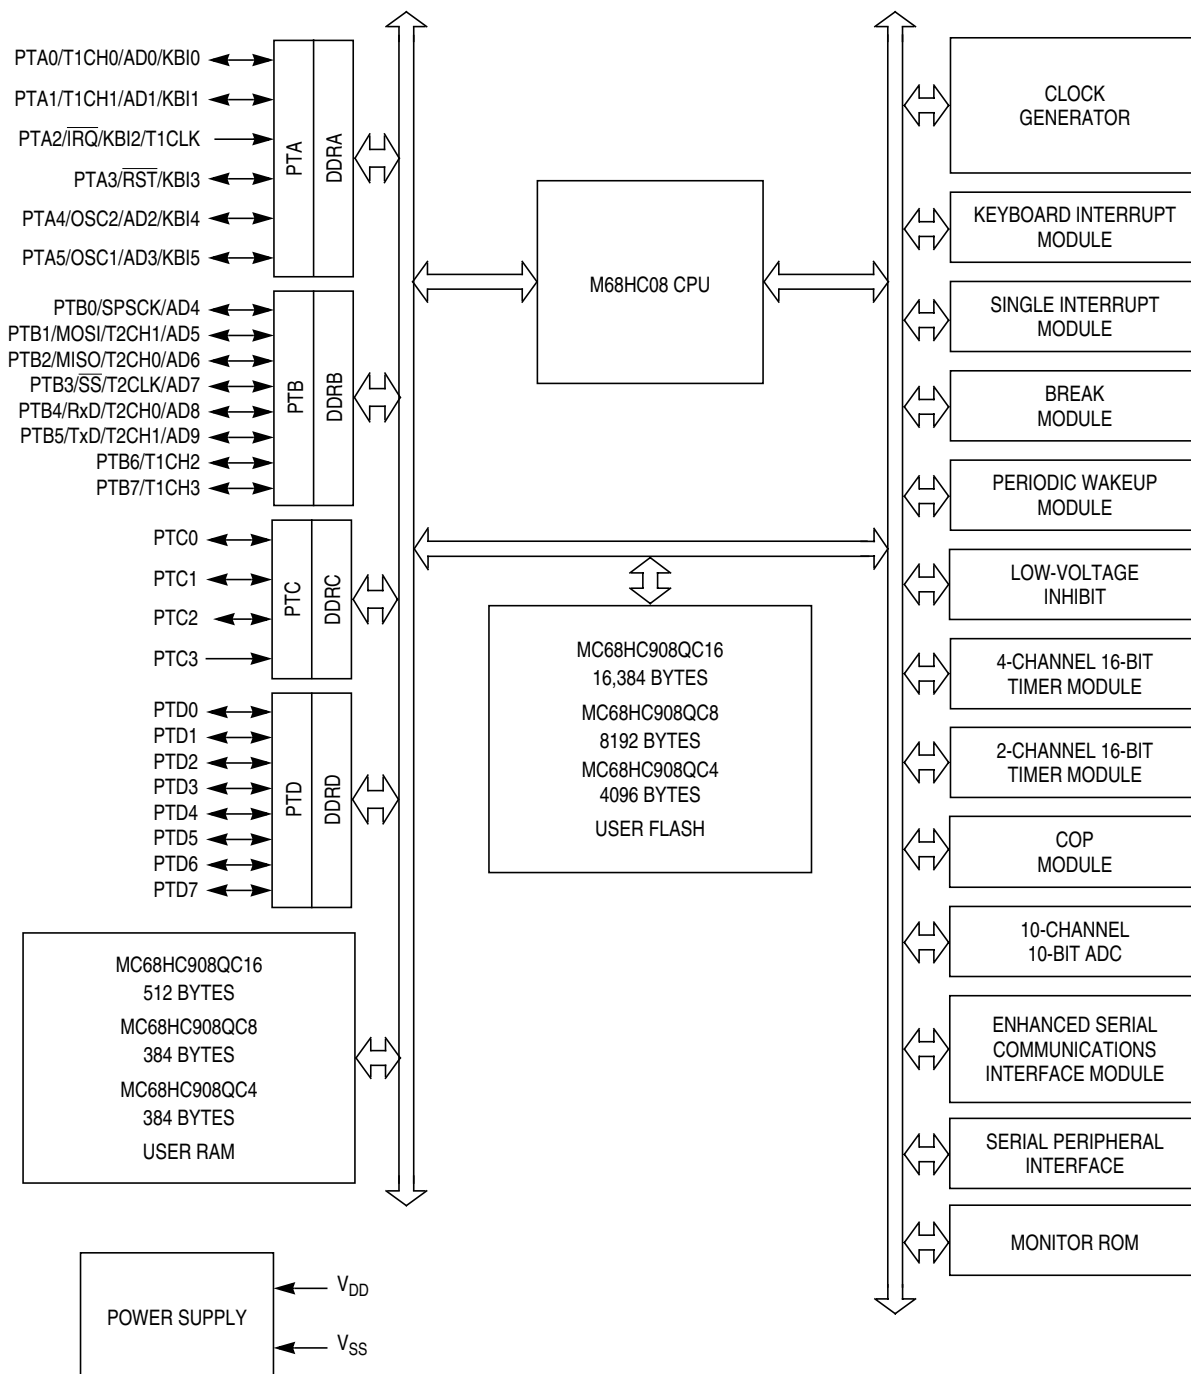 PTA0/T1CH0/AD0/KBI0
PTA1/T1CH1/AD1/KBI1
PTA2/I̅R̅Q̅/KBI2/T1CLK
PTA3/R̅S̅T̅/KBI3
PTA4/OSC2/AD2/KBI4
PTA5/OSC1/AD3/KBI5
PTA
DDRA
PTB0/SPSCK/AD4
PTB1/MOSI/T2CH1/AD5
PTB2/MISO/T2CH0/AD6
PTB3/S̅S̅/T2CLK/AD7
PTB4/RxD/T2CH0/AD8
PTB5/TxD/T2CH1/AD9
PTB6/T1CH2
PTB7/T1CH3
PTB
DDRB
PTC0
PTC1
PTC2
PTC3
PTC
DDRC
PTD0
PTD1
PTD2
PTD3
PTD4
PTD5
PTD6
PTD7
PTD
DDRD
MC68HC908QC16
512 BYTES
MC68HC908QC8
384 BYTES
MC68HC908QC4
384 BYTES
USER RAM
POWER SUPPLY
VDD
VSS
M68HC08 CPU
MC68HC908QC16
16,384 BYTES
MC68HC908QC8
8192 BYTES
MC68HC908QC4
4096 BYTES
USER FLASH
CLOCK
GENERATOR
KEYBOARD INTERRUPT
MODULE
SINGLE INTERRUPT
MODULE
BREAK
MODULE
PERIODIC WAKEUP
MODULE
LOW-VOLTAGE
INHIBIT
4-CHANNEL 16-BIT
TIMER MODULE
2-CHANNEL 16-BIT
TIMER MODULE
COP
MODULE
10-CHANNEL
10-BIT ADC
ENHANCED SERIAL
COMMUNICATIONS
INTERFACE MODULE
SERIAL PERIPHERAL
INTERFACE
MONITOR ROM